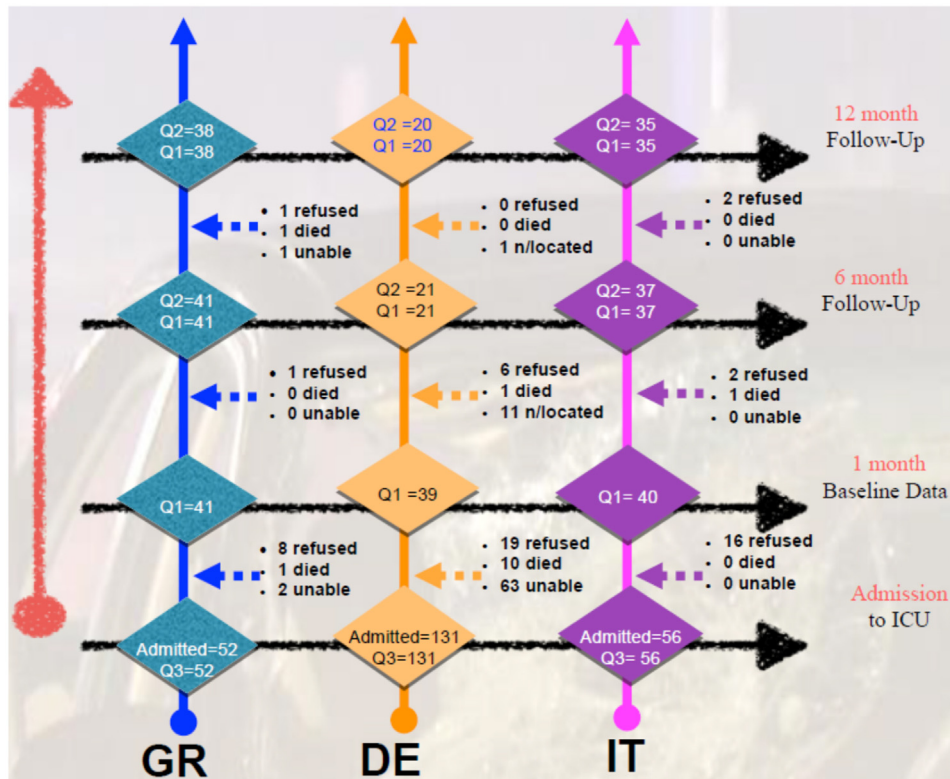 Q2=38
Q1=38
Q2 =20
Q1 =20
Q2= 35
Q1= 35
12 month
Follow-Up
• 1 refused
• 1 died
• 1 unable
• 0 refused
• 0 died
• 1 n/located
• 2 refused
• 0 died
• 0 unable
Q2=41
Q1=41
Q2 =21
Q1 =21
Q2 = 37
Q1= 37
6 month
Follow-Up
• 1 refused
• 0 died
• 0 unable
• 6 refused
• 1 died
• 11 n/located
• 2 refused
• 1 died
• 0 unable
Q1=41
Q1 =39
Q1= 40
1 month
Baseline Data
• 8 refused
• 1 died
• 2 unable
• 19 refused
• 10 died
• 63 unable
• 16 refused
• 0 died
• 0 unable
Admitted=52
Q3=52
Admitted=131
Q3=131
Admitted=56
Q3= 56
Admission
to ICU
GR
DE
IT